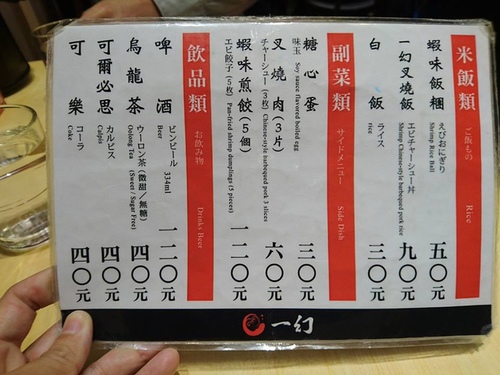 米飯類 ご飯もの Rice
蝦味飯糰 えびおにぎり Shrimp Rice Ball 五〇元
一幻叉燒飯 エビチャーシュー丼 Shrimp Chinese-style barbequed pork rice 九〇元
白飯 ライス rice 三〇元
副菜類 サイドメニュー Side Dish
糖心蛋 味玉 Soy sauce flavored boiled egg 三〇元
叉燒肉(3片) チャーシュー(3枚) Chinese-style barbequed pork 3 slices 六〇元
蝦味煎餃(5個) エビ餃子(5枚) Pan-fried shrimp dumplings (5 pieces) 一二〇元
飲品類 お飲み物 Drinks Beer
啤酒 ビンビール 334ml Beer 一二〇元
烏龍茶 ウーロン茶(微甜/無糖) Oolong Tea (Sweet / Sugar Free) 四〇元
可爾必思 カルピス Calpis 四〇元
可樂 コーラ Coke 四〇元
一幻